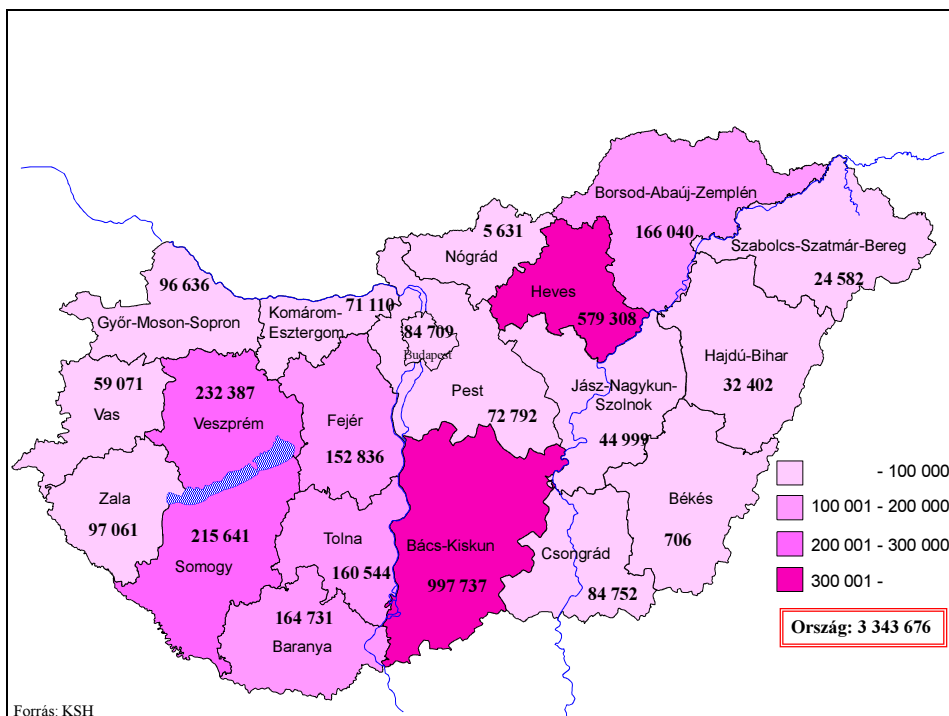 Borsod-Abaúj-Zemplén
166 040
5 631
Nógrád
Szabolcs-Szatmár-Bereg
24 582
96 636
Győr-Moson-Sopron
71 110
Komárom-
Esztergom
Heves
579 308
84 709
Budapest
Hajdú-Bihar
32 402
59 071
Vas
232 387
Veszprém
Fejér
152 836
Pest
72 792
Jász-Nagykun-
Szolnok
44 999
Zala
97 061
215 641
Somogy
Tolna
160 544
Bács-Kiskun
997 737
Csongrád
84 752
Békés
706
164 731
Baranya
- 100 000
100 001 - 200 000
200 001 - 300 000
300 001 -
Ország: 3 343 676
Forrás: KSH